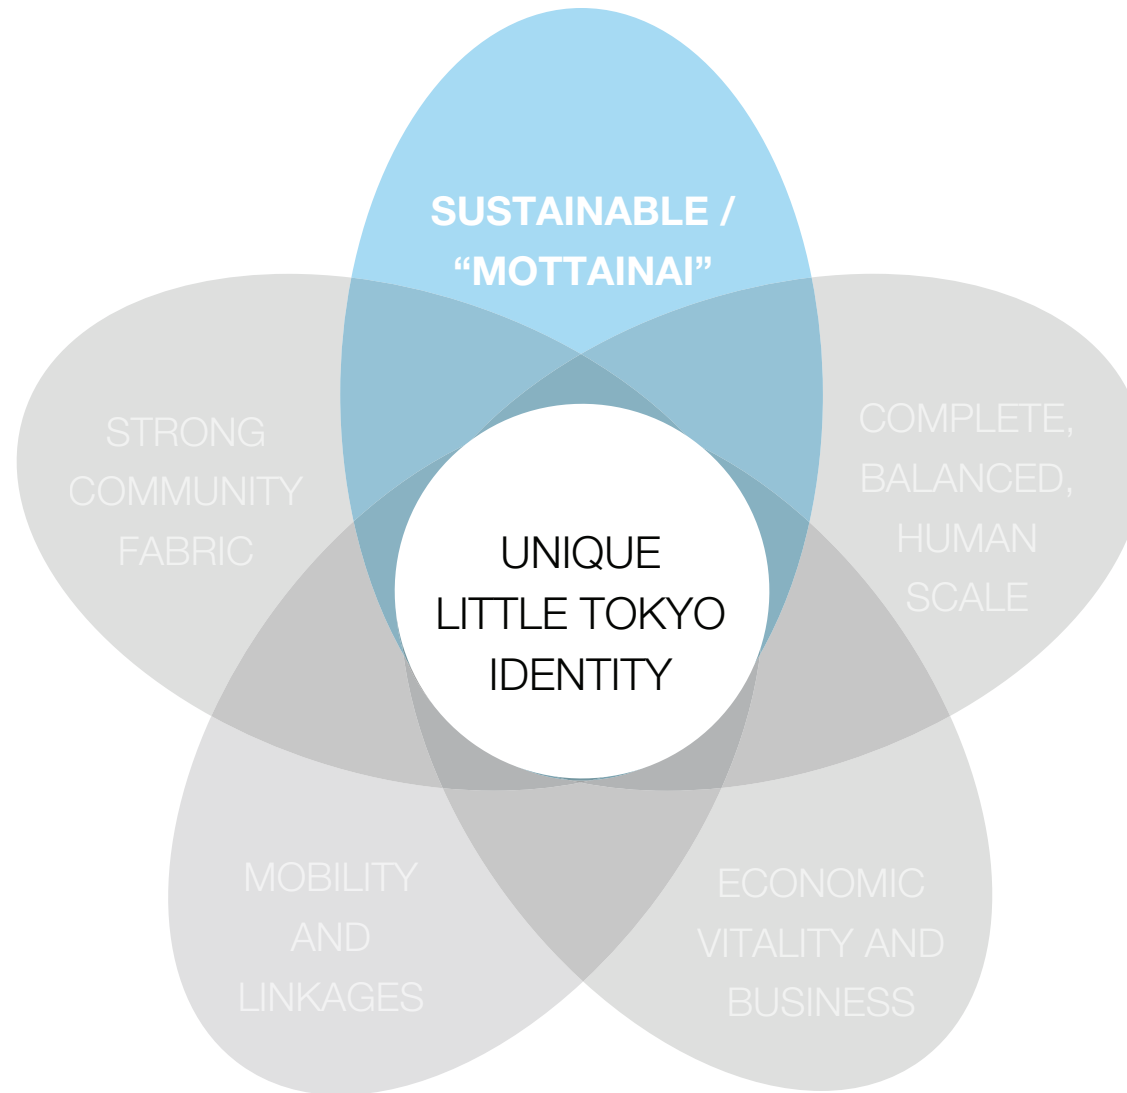 SUSTAINABLE /
“MOTTAINAI”
STRONG
COMMUNITY
FABRIC
COMPLETE,
BALANCED,
HUMAN
SCALE
UNIQUE
LITTLE TOKYO
IDENTITY
MOBILITY
AND
LINKAGES
ECONOMIC
VITALITY AND
BUSINESS